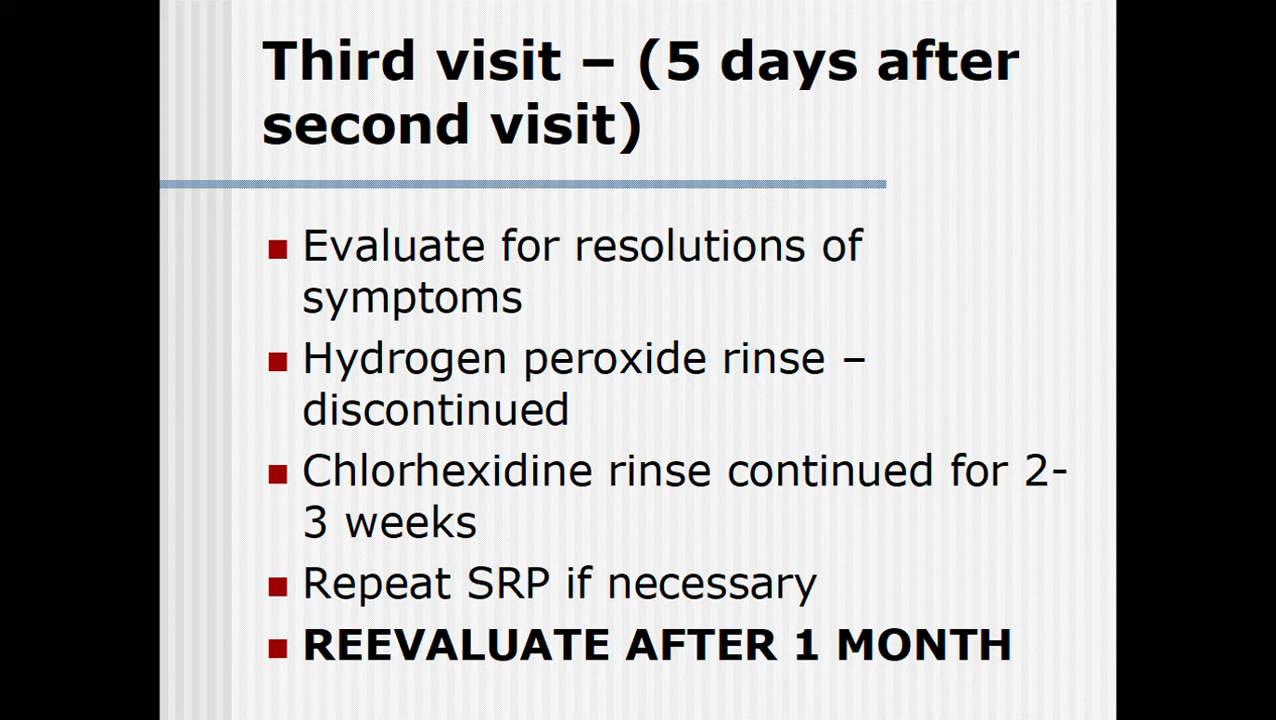 Third visit – (5 days after
second visit)
Evaluate for resolutions of
symptoms
Hydrogen peroxide rinse –
discontinued
Chlorhexidine rinse continued for 2-
3 weeks
Repeat SRP if necessary
REEVALUATE AFTER 1 MONTH